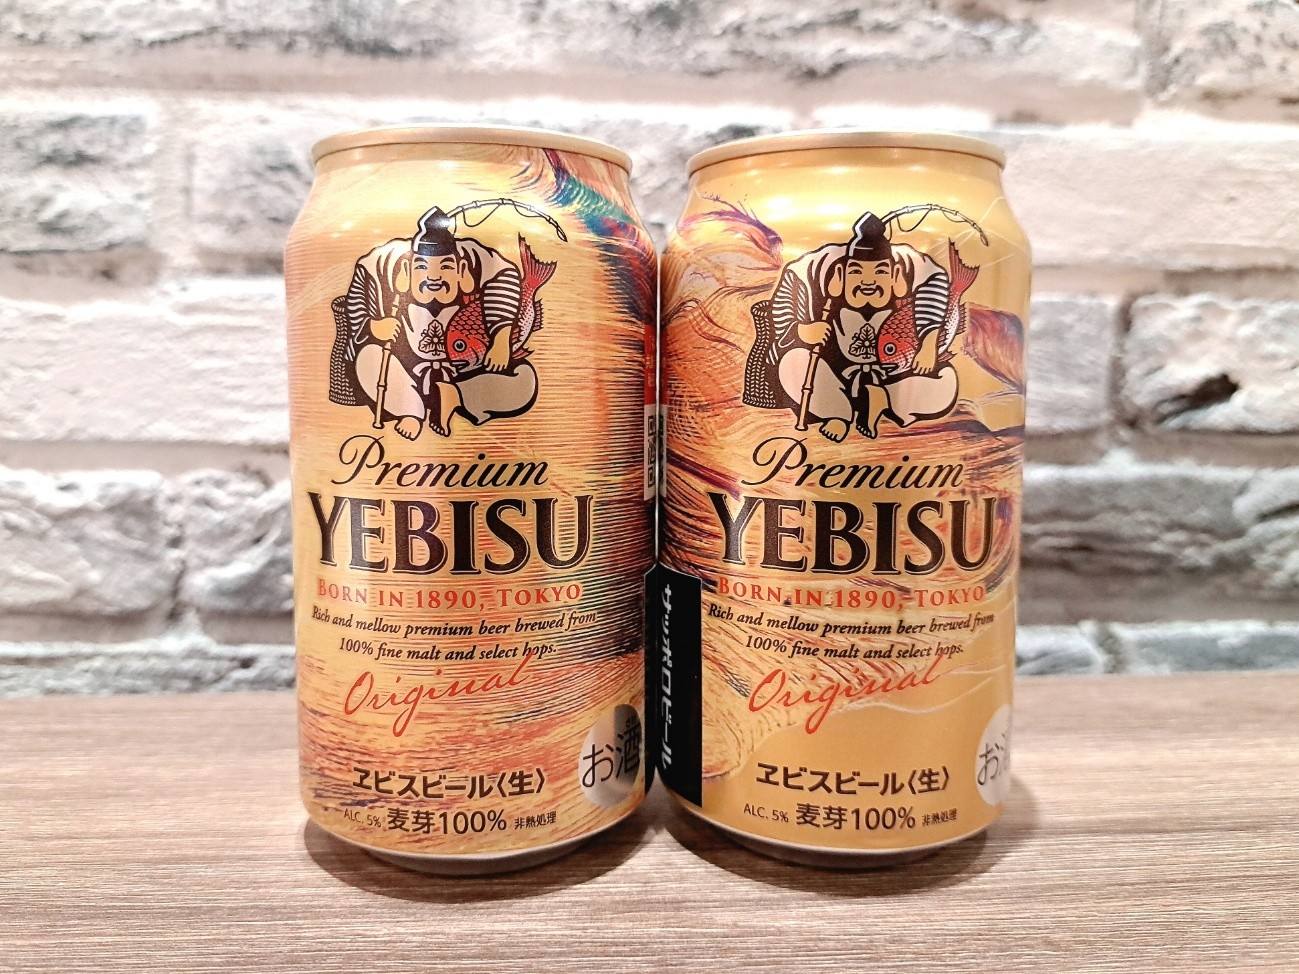 Premium
YEBISU
BORN IN 1890, TOKYO
Rich and mellow premium beer brewed from
100% fine malt and select hops.
Original
お酒
ヱビスビール〈生〉
ALC. 5% 麦芽100% 非熱処理
サッポロビール
Premium
YEBISU
BORN IN 1890, TOKYO
Rich and mellow premium beer brewed from
100% fine malt and select hops.
Original
お酒
ヱビスビール〈生〉
ALC. 5% 麦芽100% 非熱処理